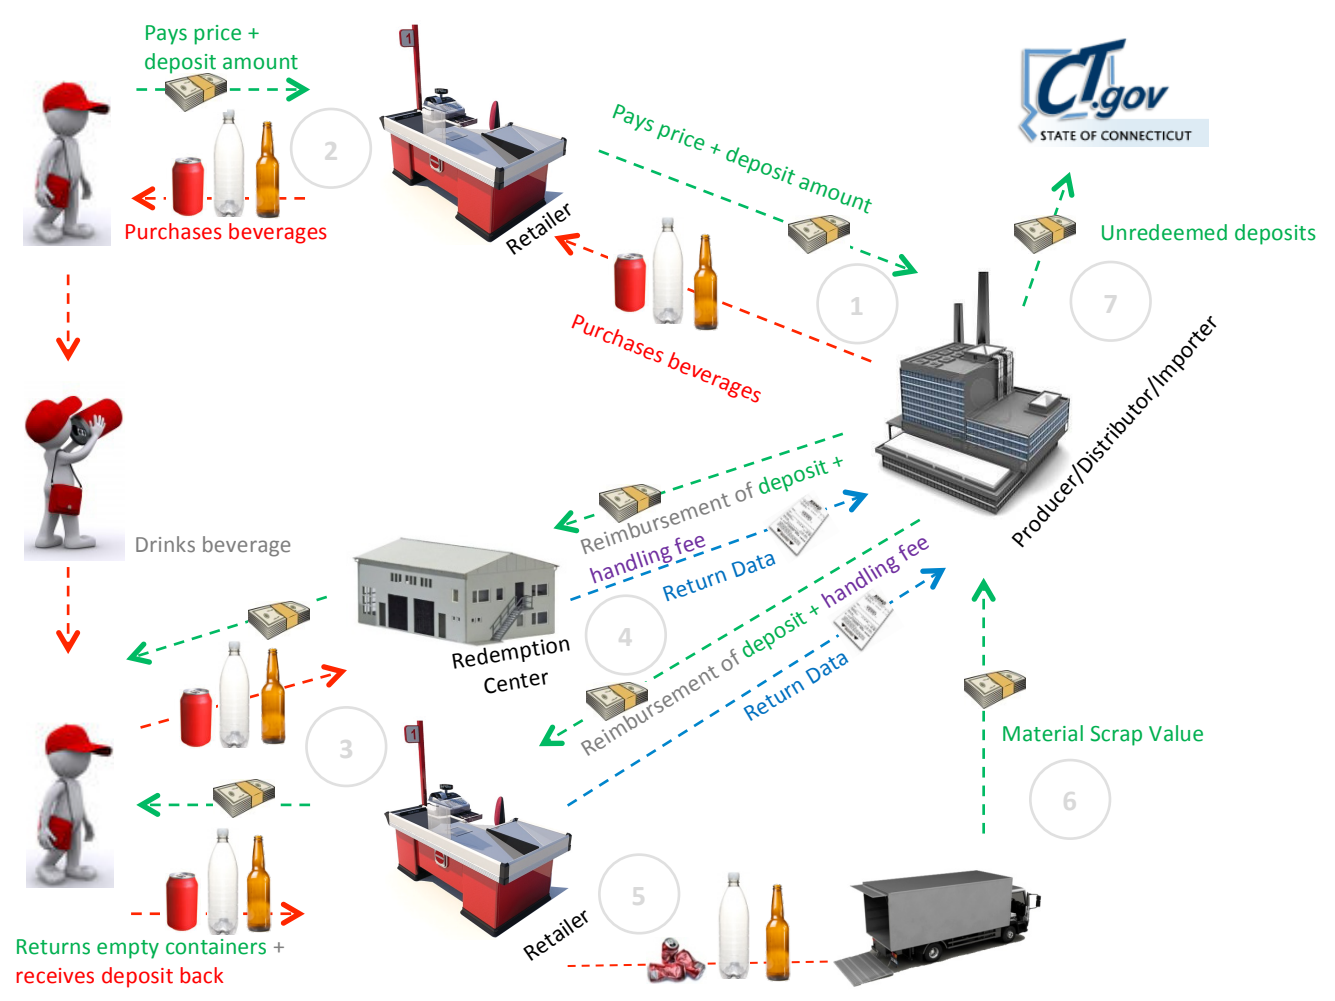 Pays price +
deposit amount
1
2
Purchases beverages
Retailer
Pays price + deposit amount
CT.gov
STATE OF CONNECTICUT
Unredeemed deposits
1
7
Purchases beverages
Producer/Distributor/Importer
Drinks beverage
Reimbursement of deposit +
handling fee
Return Data
Redemption
Center
4
Reimbursement of deposit + handling fee
Return Data
3
1
Material Scrap Value
6
5
Retailer
Returns empty containers +
receives deposit back